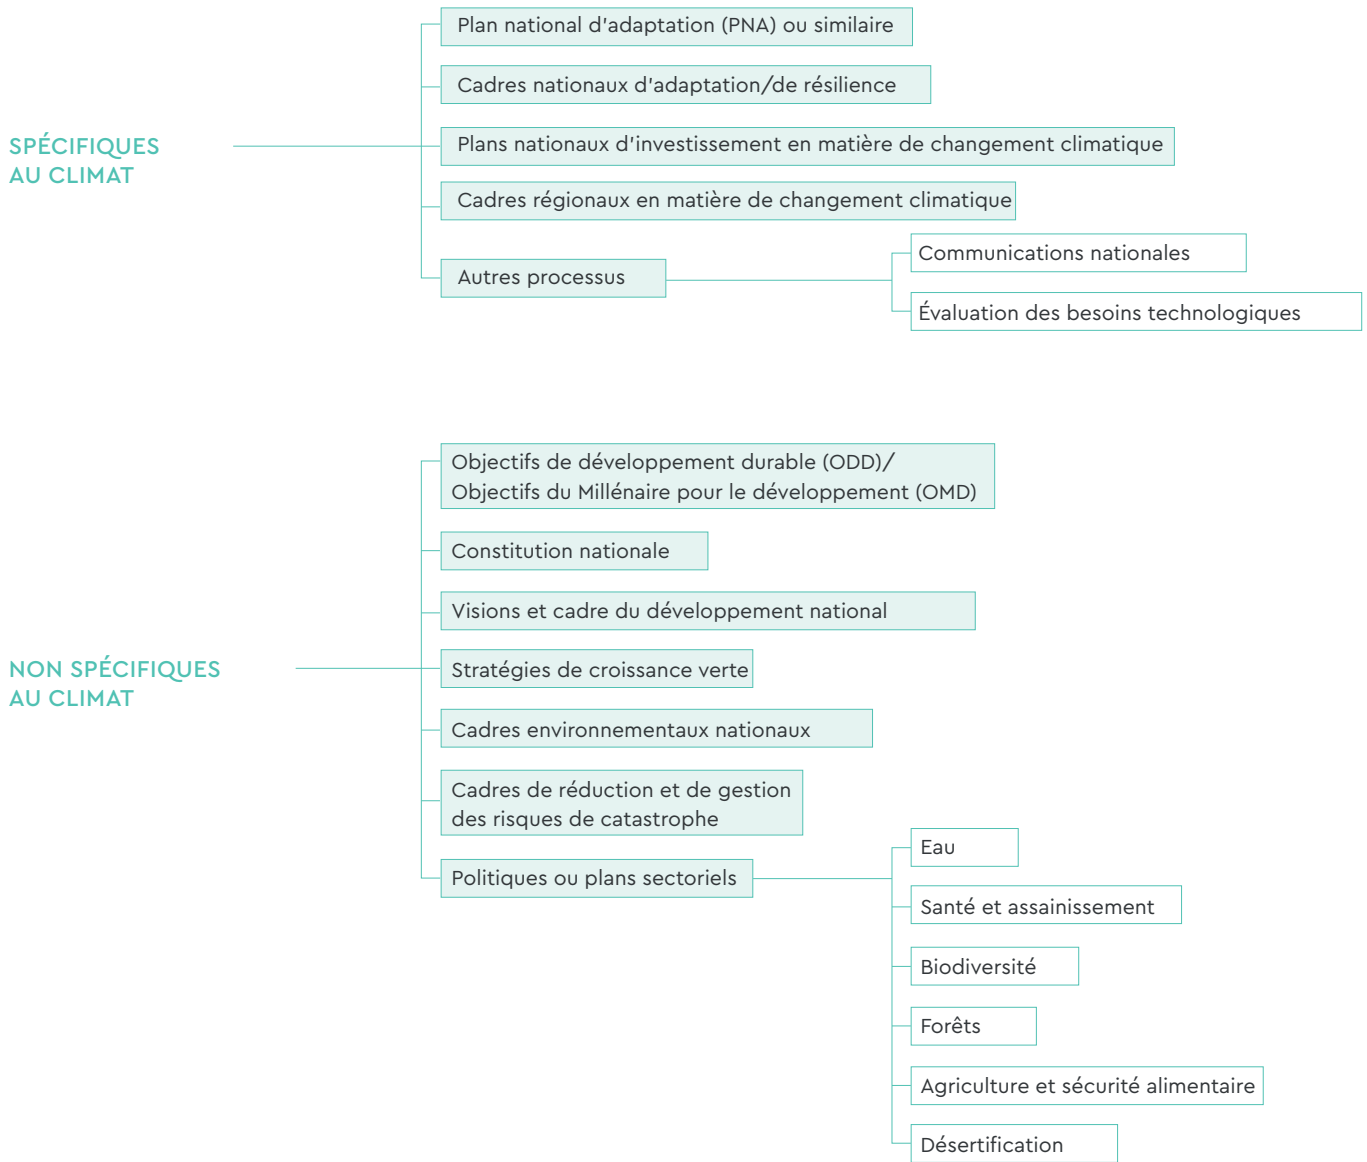 SPÉCIFIQUES
AU CLIMAT
Plan national d'adaptation (PNA) ou similaire
Cadres nationaux d'adaptation/de résilience
Plans nationaux d'investissement en matière de changement climatique
Cadres régionaux en matière de changement climatique
Autres processus
Communications nationales
Évaluation des besoins technologiques
NON SPÉCIFIQUES
AU CLIMAT
Objectifs de développement durable (ODD)/
Objectifs du Millénaire pour le développement (OMD)
Constitution nationale
Visions et cadre du développement national
Stratégies de croissance verte
Cadres environnementaux nationaux
Cadres de réduction et de gestion
des risques de catastrophe
Politiques ou plans sectoriels
Eau
Santé et assainissement
Biodiversité
Forêts
Agriculture et sécurité alimentaire
Désertification